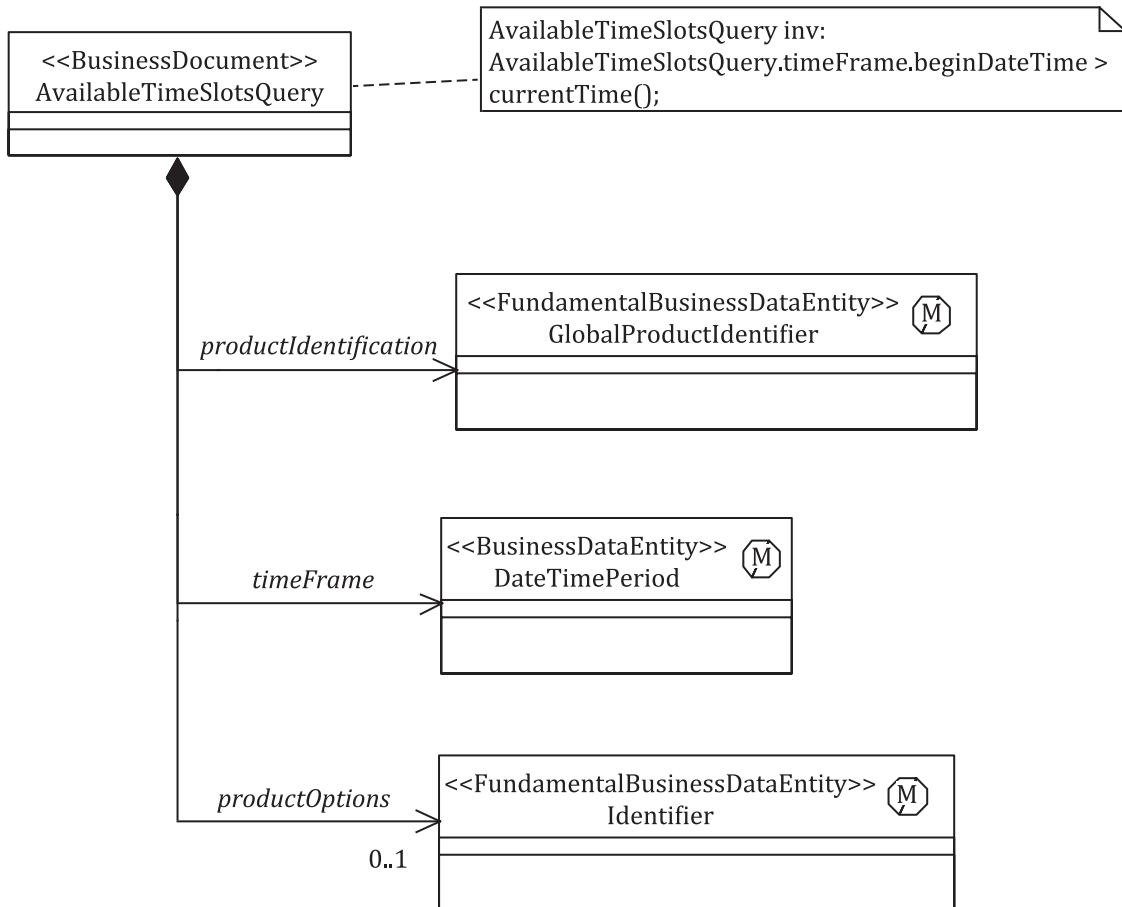 <<BusinessDocument>>
AvailableTimeSlotsQuery
AvailableTimeSlotsQuery inv:
AvailableTimeSlotsQuery.timeFrame.beginDateTime >
currentTime();
<<FundamentalBusinessDataEntity>>
GlobalProductIdentifier
M
productIdentification
<<BusinessDataEntity>>
DateTimePeriod
M
timeFrame
<<FundamentalBusinessDataEntity>>
Identifier
M
productOptions
0..1